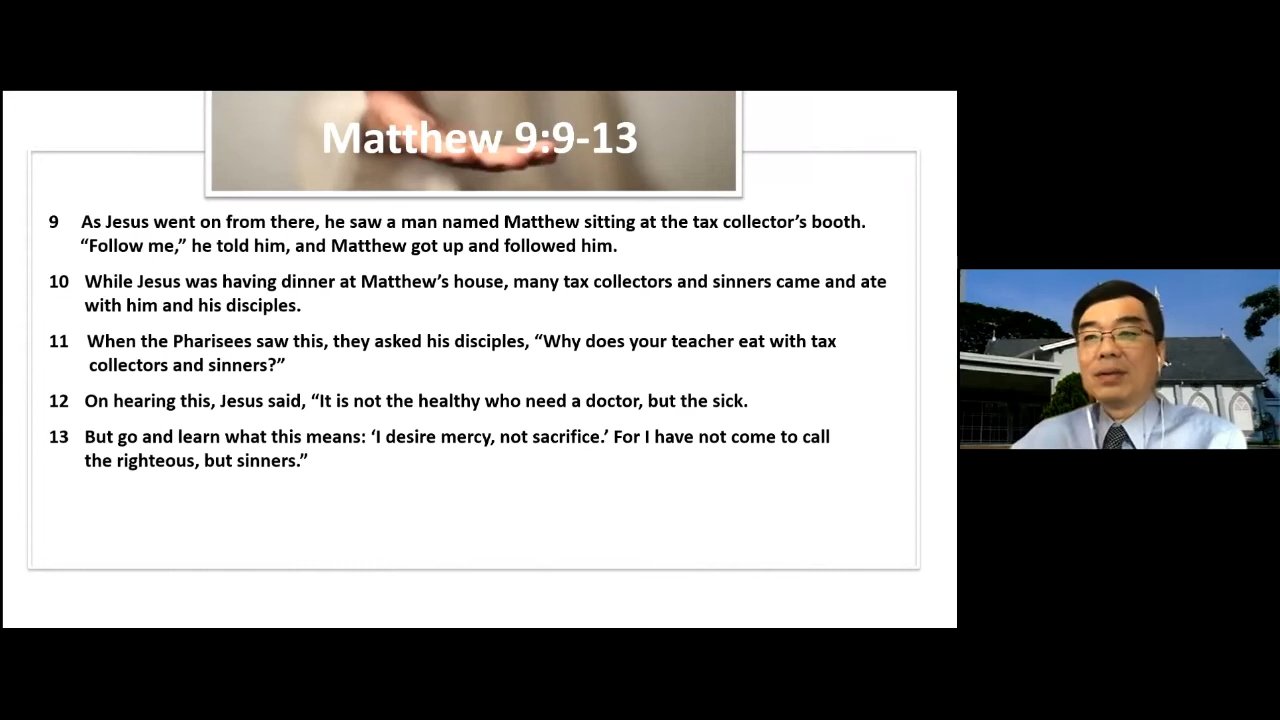 Matthew 9:9-13
9 As Jesus went on from there, he saw a man named Matthew sitting at the tax collector’s booth.
“Follow me,” he told him, and Matthew got up and followed him.
10 While Jesus was having dinner at Matthew’s house, many tax collectors and sinners came and ate
with him and his disciples.
11 When the Pharisees saw this, they asked his disciples, “Why does your teacher eat with tax
collectors and sinners?”
12 On hearing this, Jesus said, “It is not the healthy who need a doctor, but the sick.
13 But go and learn what this means: ‘I desire mercy, not sacrifice.’ For I have not come to call
the righteous, but sinners.”